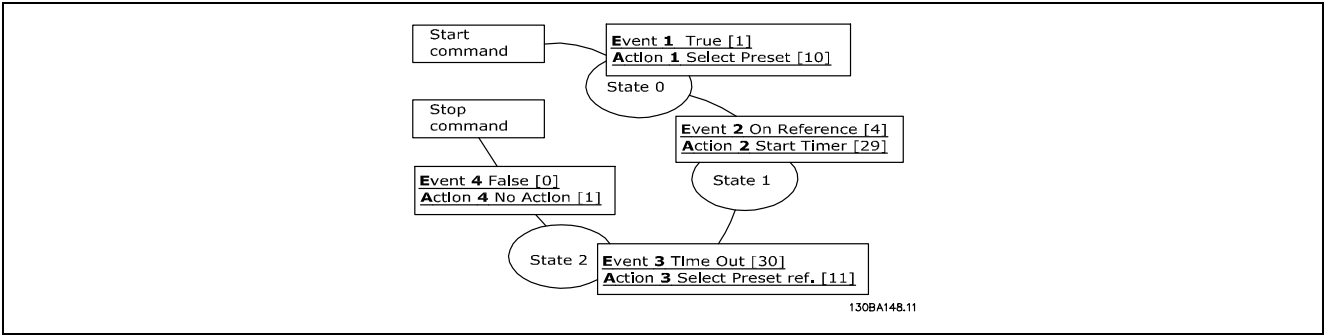 Start
command
Event 1 True [1]
Action 1 Select Preset [10]
State 0
Stop
command
Event 2 On Reference [4]
Action 2 Start Timer [29]
State 1
Event 4 False [0]
Action 4 No Action [1]
State 2
Event 3 TIme Out [30]
Action 3 Select Preset ref. [11]
130BA148.11